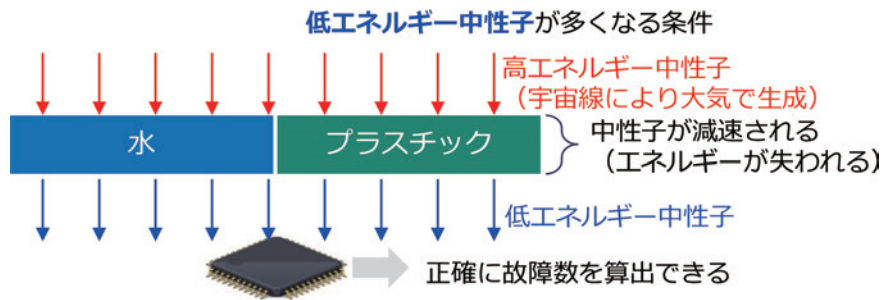 低エネルギー中性子が多くなる条件
高エネルギー中性子
（宇宙線により大気で生成）
水
プラスチック
中性子が減速される
（エネルギーが失われる）
低エネルギー中性子
正確に故障数を算出できる